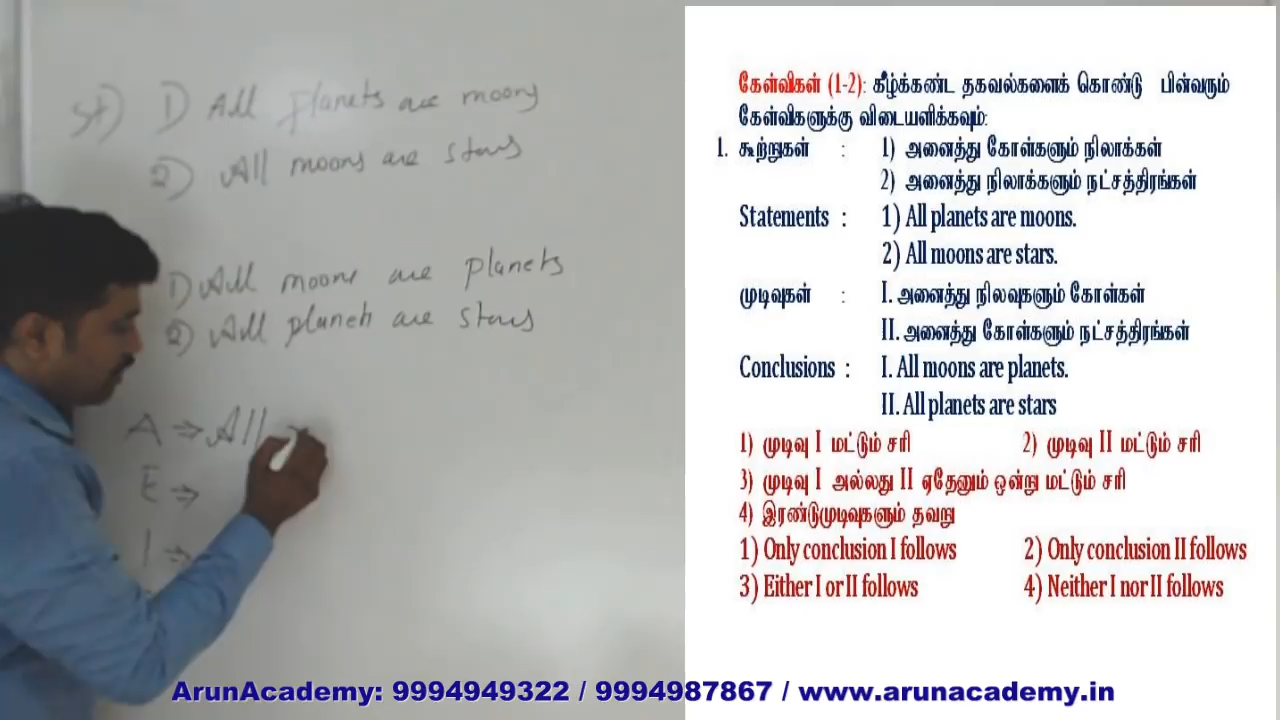 St) 1) All planets are moons
2) All moons are stars
1) All moons are planets
2) All planets are stars
A ⇒ All
E ⇒
I ⇒
கேள்விகள் (1-2): கீழ்க்கண்ட தகவல்களைக் கொண்டு பின்வரும்
கேள்விகளுக்கு விடையளிக்கவும்:
1. கூற்றுகள் : 1) அனைத்து கோள்களும் நிலாக்கள்
2) அனைத்து நிலாக்களும் நட்சத்திரங்கள்
Statements : 1) All planets are moons.
2) All moons are stars.
முடிவுகள் : I. அனைத்து நிலவுகளும் கோள்கள்
II. அனைத்து கோள்களும் நட்சத்திரங்கள்
Conclusions : I. All moons are planets.
II. All planets are stars
1) முடிவு I மட்டும் சரி 2) முடிவு II மட்டும் சரி
3) முடிவு I அல்லது II ஏதேனும் ஒன்று மட்டும் சரி
4) இரண்டுமுடிவுகளும் தவறு
1) Only conclusion I follows 2) Only conclusion II follows
3) Either I or II follows 4) Neither I nor II follows
ArunAcademy: 9994949322 / 9994987867 / www.arunacademy.in